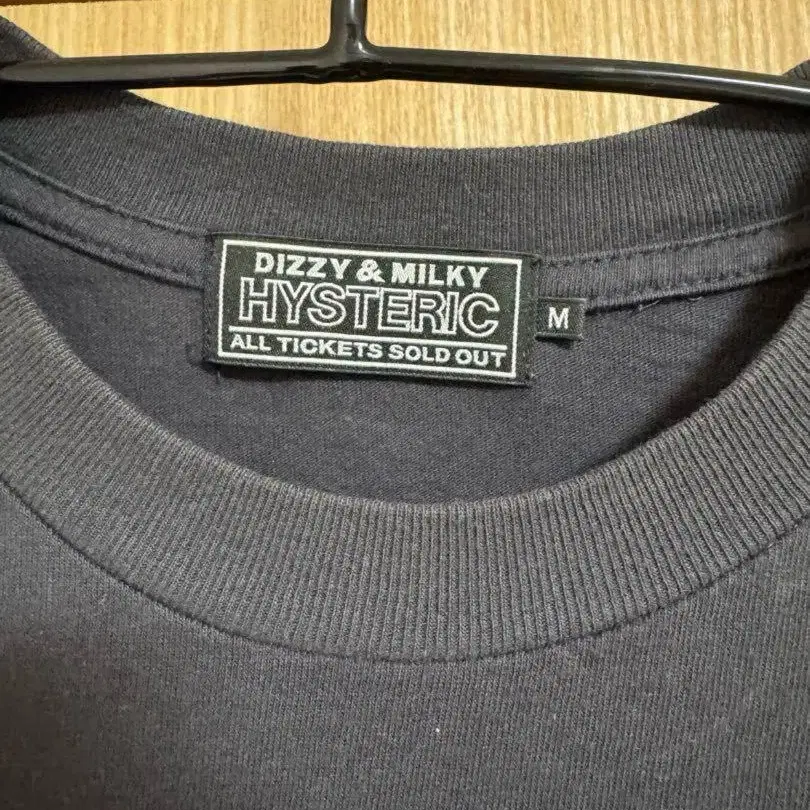 DIZZY & MILKY
HYSTERIC
ALL TICKETS SOLD OUT
M